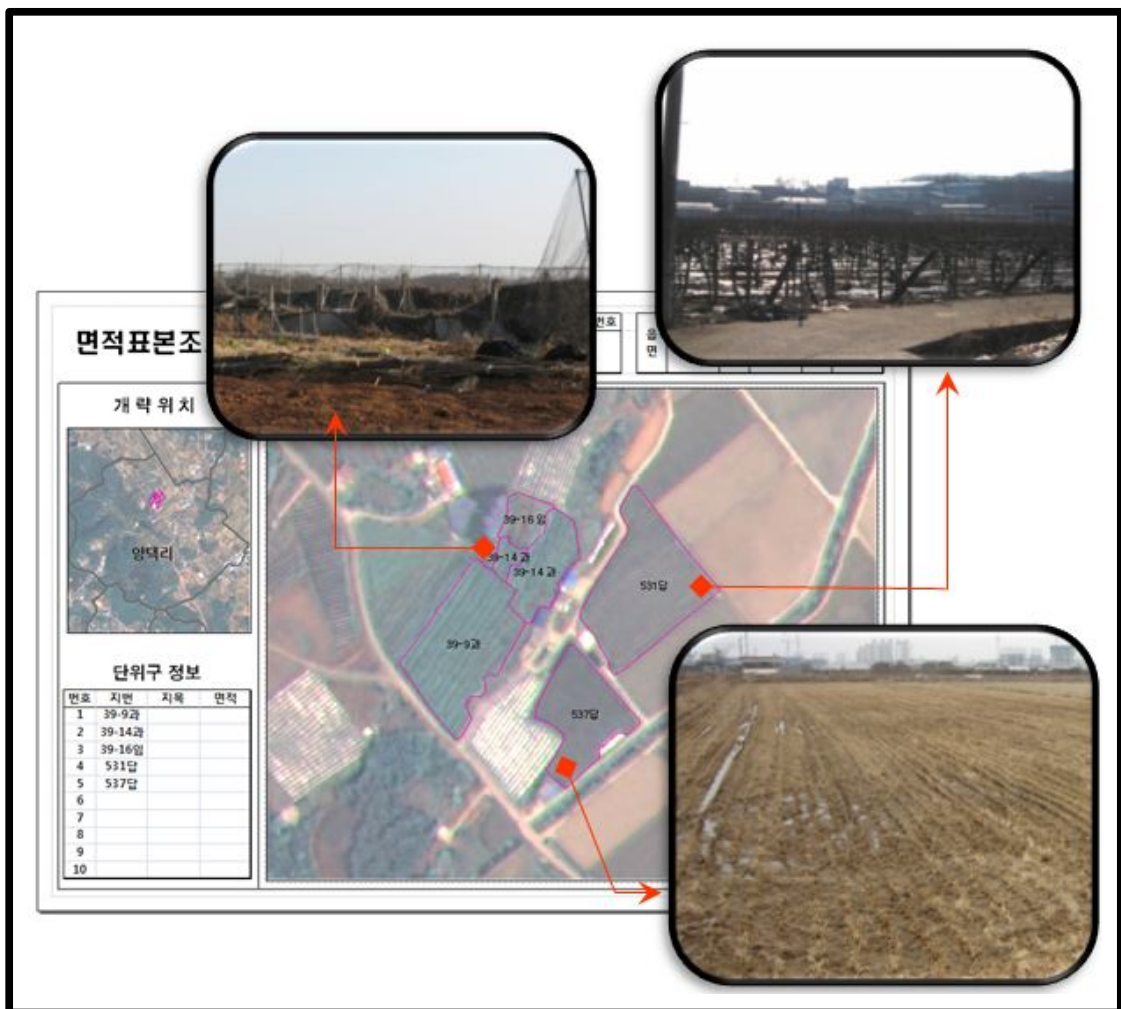 면적표본조
번호
읍
면
개 략 위 치
양택리
단위구 정보
번호 지번 지목 면적
1 39-9과
2 39-14과
3 39-16임
4 531답
5 537답
6
7
8
9
10
39-16 임
39-14 과
39-14 과
531답
39-9과
537답